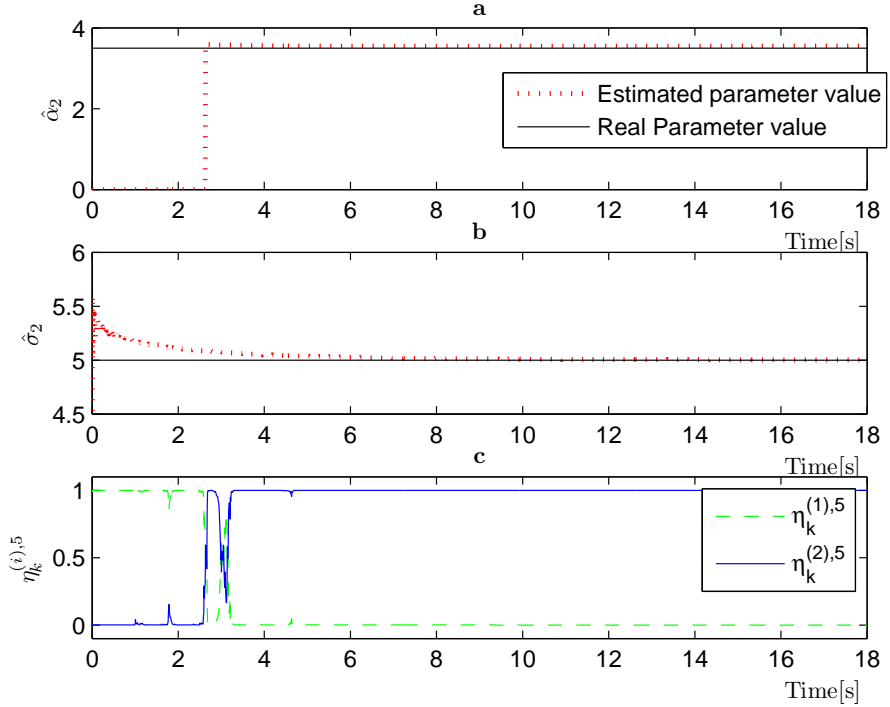 a
4
2
0
α̂₂
Estimated parameter value
Real Parameter value
0 2 4 6 8 10 12 14 16 18
Time[s]
b
6
5.5
5
4.5
σ̂₂
0 2 4 6 8 10 12 14 16 18
Time[s]
c
1
0.5
0
η_k^{(i),5}
η_k^{(1),5}
η_k^{(2),5}
0 2 4 6 8 10 12 14 16 18
Time[s]